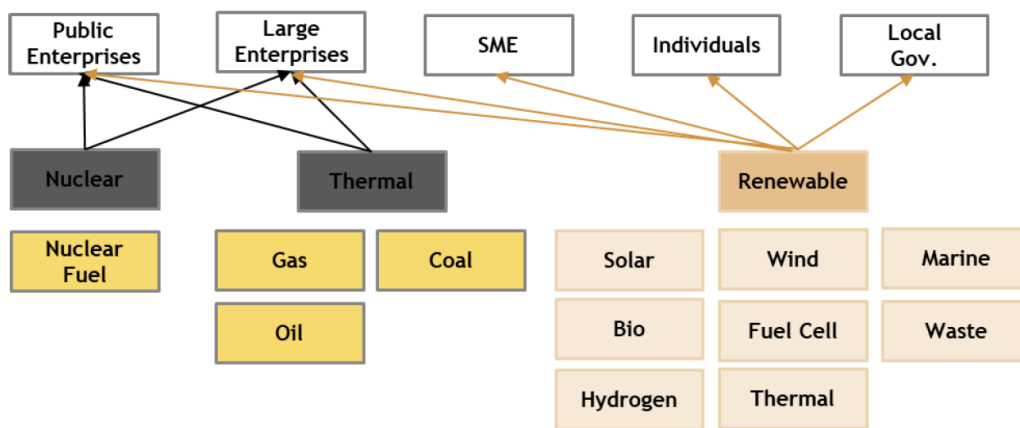 Public
Enterprises
Large
Enterprises
SME
Individuals
Local
Gov.
Nuclear
Thermal
Renewable
Nuclear
Fuel
Gas
Coal
Solar
Wind
Marine
Oil
Bio
Fuel Cell
Waste
Hydrogen
Thermal